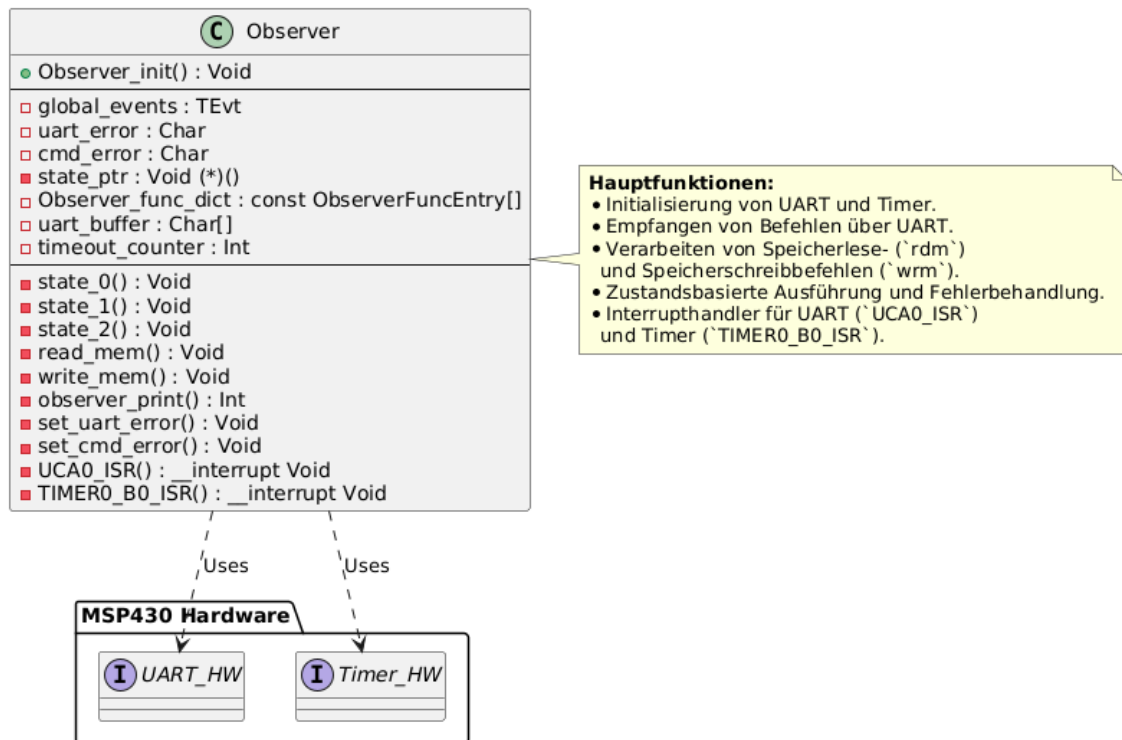 C Observer
Observer_init() : Void
global_events : TEvt
uart_error : Char
cmd_error : Char
state_ptr : Void (*)()
Observer_func_dict : const ObserverFuncEntry[]
uart_buffer : Char[]
timeout_counter : Int
state_0() : Void
state_1() : Void
state_2() : Void
read_mem() : Void
write_mem() : Void
observer_print() : Int
set_uart_error() : Void
set_cmd_error() : Void
UCA0_ISR() : __interrupt Void
TIMER0_B0_ISR() : __interrupt Void
Hauptfunktionen:
• Initialisierung von UART und Timer.
• Empfangen von Befehlen über UART.
• Verarbeiten von Speicherlese- (`rdm`)
und Speicherschreibbefehlen (`wrm`).
• Zustandsbasierte Ausführung und Fehlerbehandlung.
• Interrupthandler für UART (`UCA0_ISR`)
und Timer (`TIMER0_B0_ISR`).
Uses
Uses
MSP430 Hardware
I UART_HW
I Timer_HW